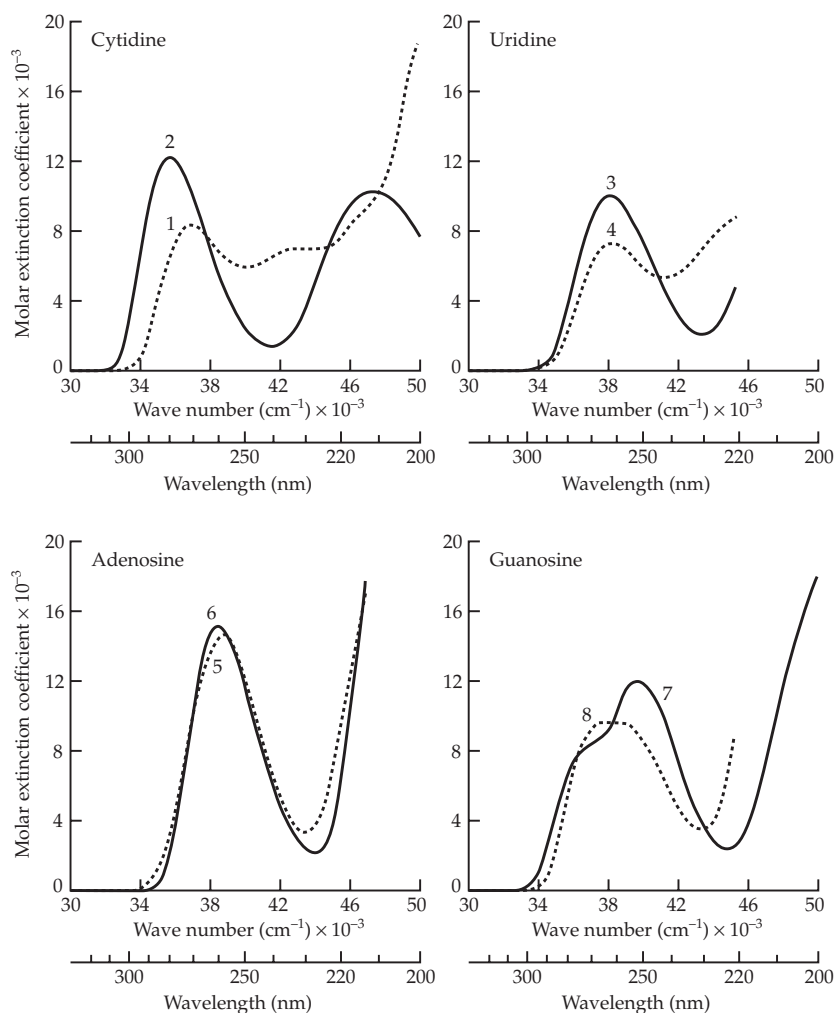 Cytidine
Molar extinction coefficient × 10⁻³
20
16
12
8
4
0
2
1
30 34 38 42 46 50
Wave number (cm⁻¹) × 10⁻³
300 250 220 200
Wavelength (nm)
Uridine
20
16
12
8
4
0
3
4
30 34 38 42 46 50
Wave number (cm⁻¹) × 10⁻³
300 250 220 200
Wavelength (nm)
Adenosine
Molar extinction coefficient × 10⁻³
20
16
12
8
4
0
6
5
30 34 38 42 46 50
Wave number (cm⁻¹) × 10⁻³
300 250 220 200
Wavelength (nm)
Guanosine
20
16
12
8
4
0
7
8
30 34 38 42 46 50
Wave number (cm⁻¹) × 10⁻³
300 250 220 200
Wavelength (nm)